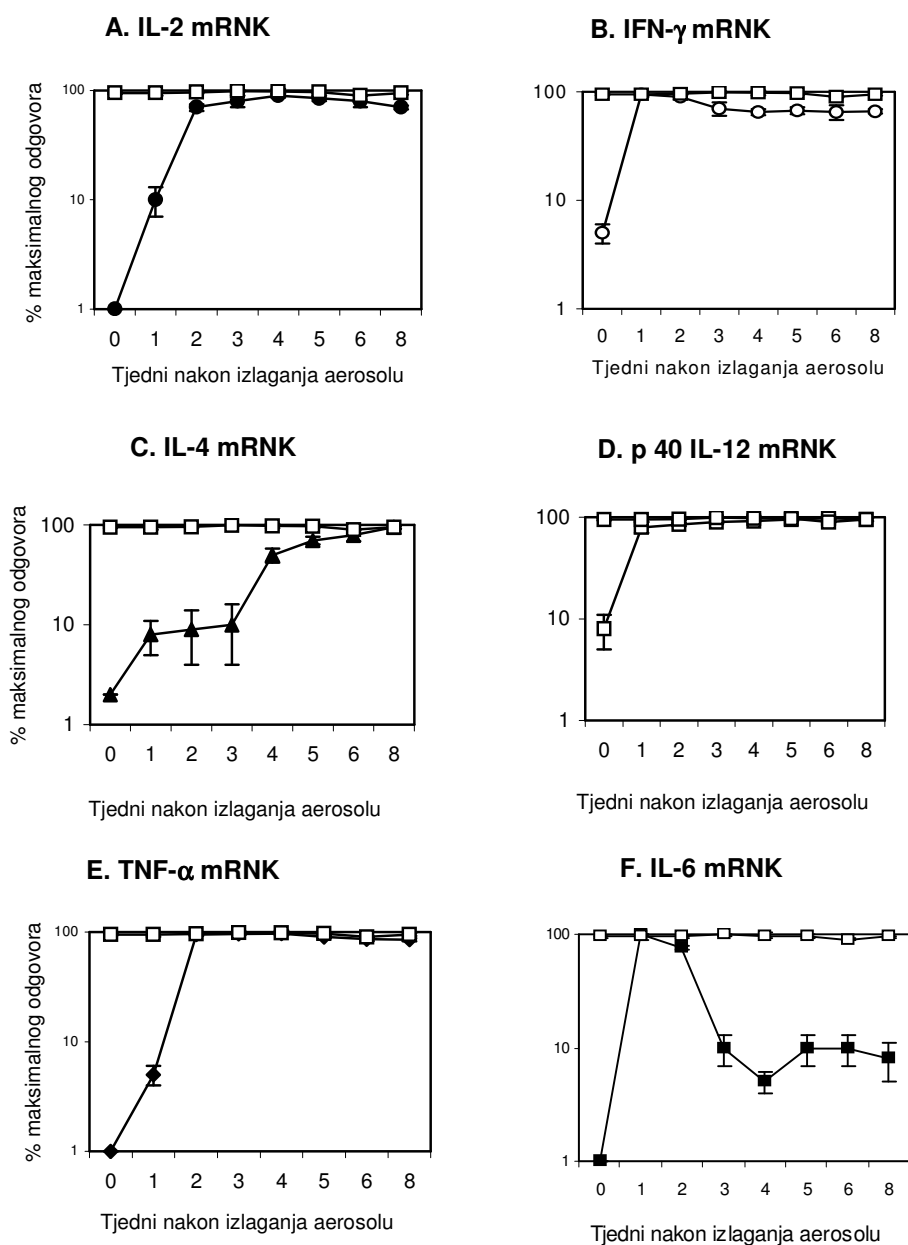 A. IL-2 mRNK
% maksimalnog odgovora
100
10
1
0 1 2 3 4 5 6 8
Tjedni nakon izlaganja aerosolu
B. IFN-γ mRNK
100
10
1
0 1 2 3 4 5 6 8
Tjedni nakon izlaganja aerosolu
C. IL-4 mRNK
% maksimalnog odgovora
100
10
1
0 1 2 3 4 5 6 8
Tjedni nakon izlaganja aerosolu
D. p 40 IL-12 mRNK
100
10
1
0 1 2 3 4 5 6 8
Tjedni nakon izlaganja aerosolu
E. TNF-α mRNK
% maksimalnog odgovora
100
10
1
0 1 2 3 4 5 6 8
Tjedni nakon izlaganja aerosolu
F. IL-6 mRNK
100
10
1
0 1 2 3 4 5 6 8
Tjedni nakon izlaganja aerosolu